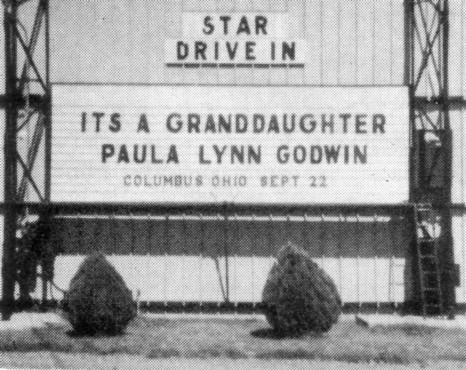 STAR
DRIVE IN
ITS A GRANDDAUGHTER
PAULA LYNN GODWIN
COLUMBUS OHIO SEPT 22